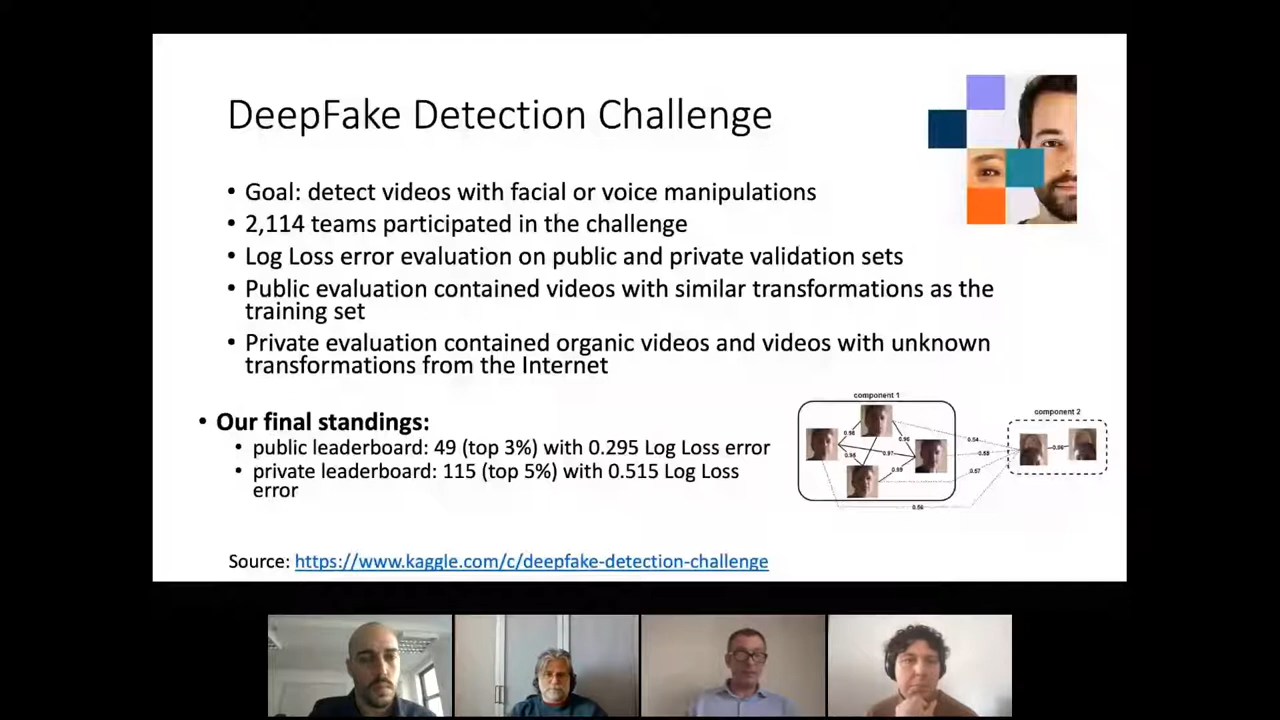 DeepFake Detection Challenge
• Goal: detect videos with facial or voice manipulations
• 2,114 teams participated in the challenge
• Log Loss error evaluation on public and private validation sets
• Public evaluation contained videos with similar transformations as the
training set
• Private evaluation contained organic videos and videos with unknown
transformations from the Internet
• Our final standings:
• public leaderboard: 49 (top 3%) with 0.295 Log Loss error
• private leaderboard: 115 (top 5%) with 0.515 Log Loss
error
component 1
component 2
Source: https://www.kaggle.com/c/deepfake-detection-challenge